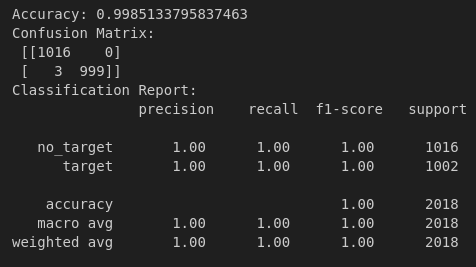 Accuracy: 0.9985133795837463
Confusion Matrix:
[[1016    0]
[   3  999]]
Classification Report:
precision    recall  f1-score   support
no_target       1.00      1.00      1.00      1016
target       1.00      1.00      1.00      1002
accuracy                           1.00      2018
macro avg       1.00      1.00      1.00      2018
weighted avg       1.00      1.00      1.00      2018